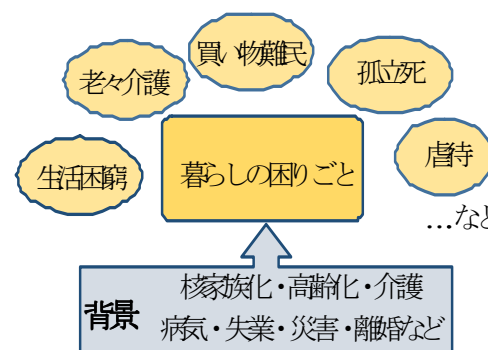 買い物難民
老々介護
孤立死
生活困窮
暮らしの困りごと
虐待
…など
背景
核家族化・高齢化・介護
病気・失業・災害・離婚など